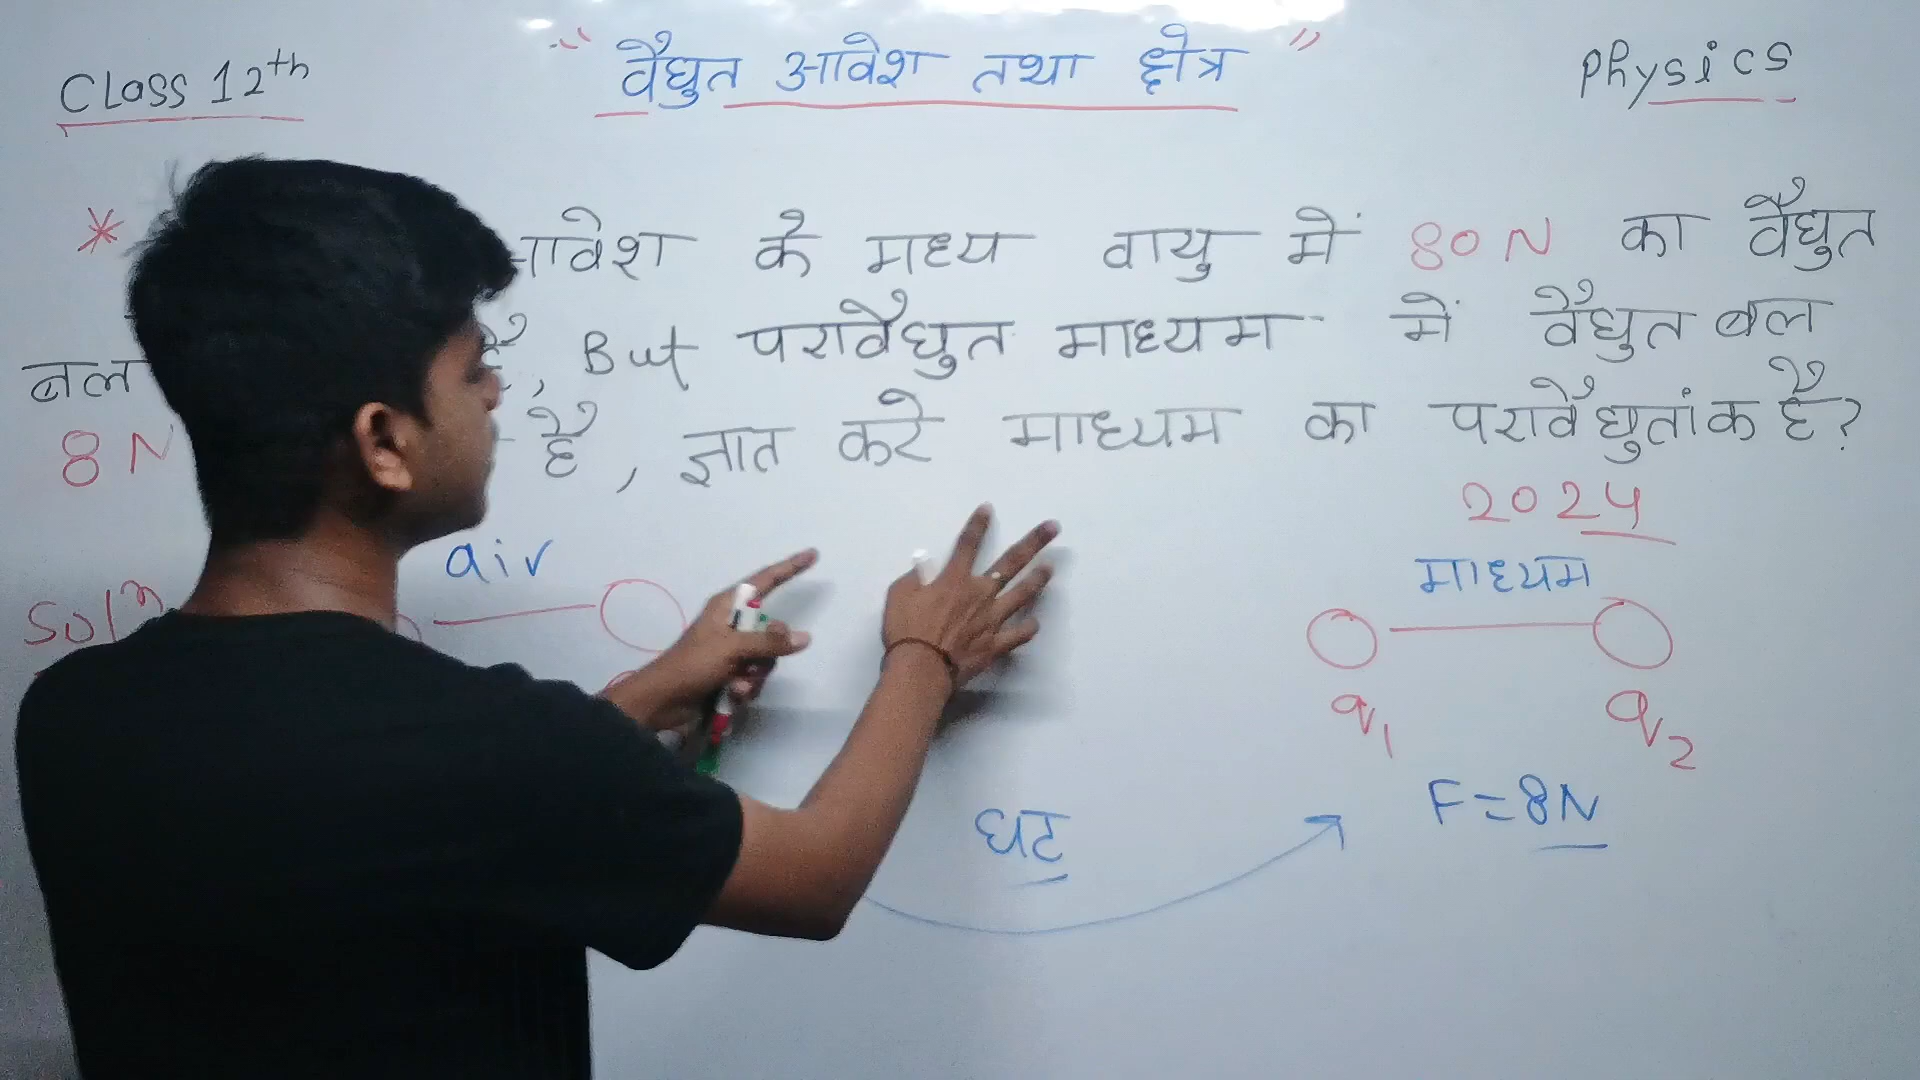 Class 12th
" वैद्युत आवेश तथा क्षेत्र "
Physics
* आवेश के मध्य वायु में 80 N का वैद्युत
बल है, But परावैद्युत माध्यम में वैद्युत बल
8 N है, ज्ञात करे माध्यम का परावैद्युतांक है?
2024
Solⁿ
air
माध्यम
q1 q2
घट
F = 8N